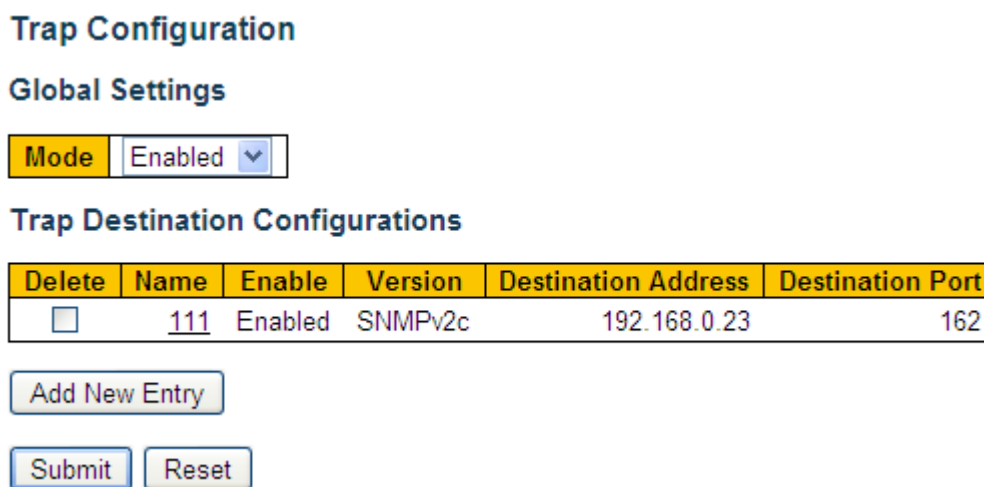 Trap Configuration
Global Settings
Mode Enabled
Trap Destination Configurations
Delete Name Enable Version Destination Address Destination Port
111 Enabled SNMPv2c 192.168.0.23 162
Add New Entry
Submit Reset